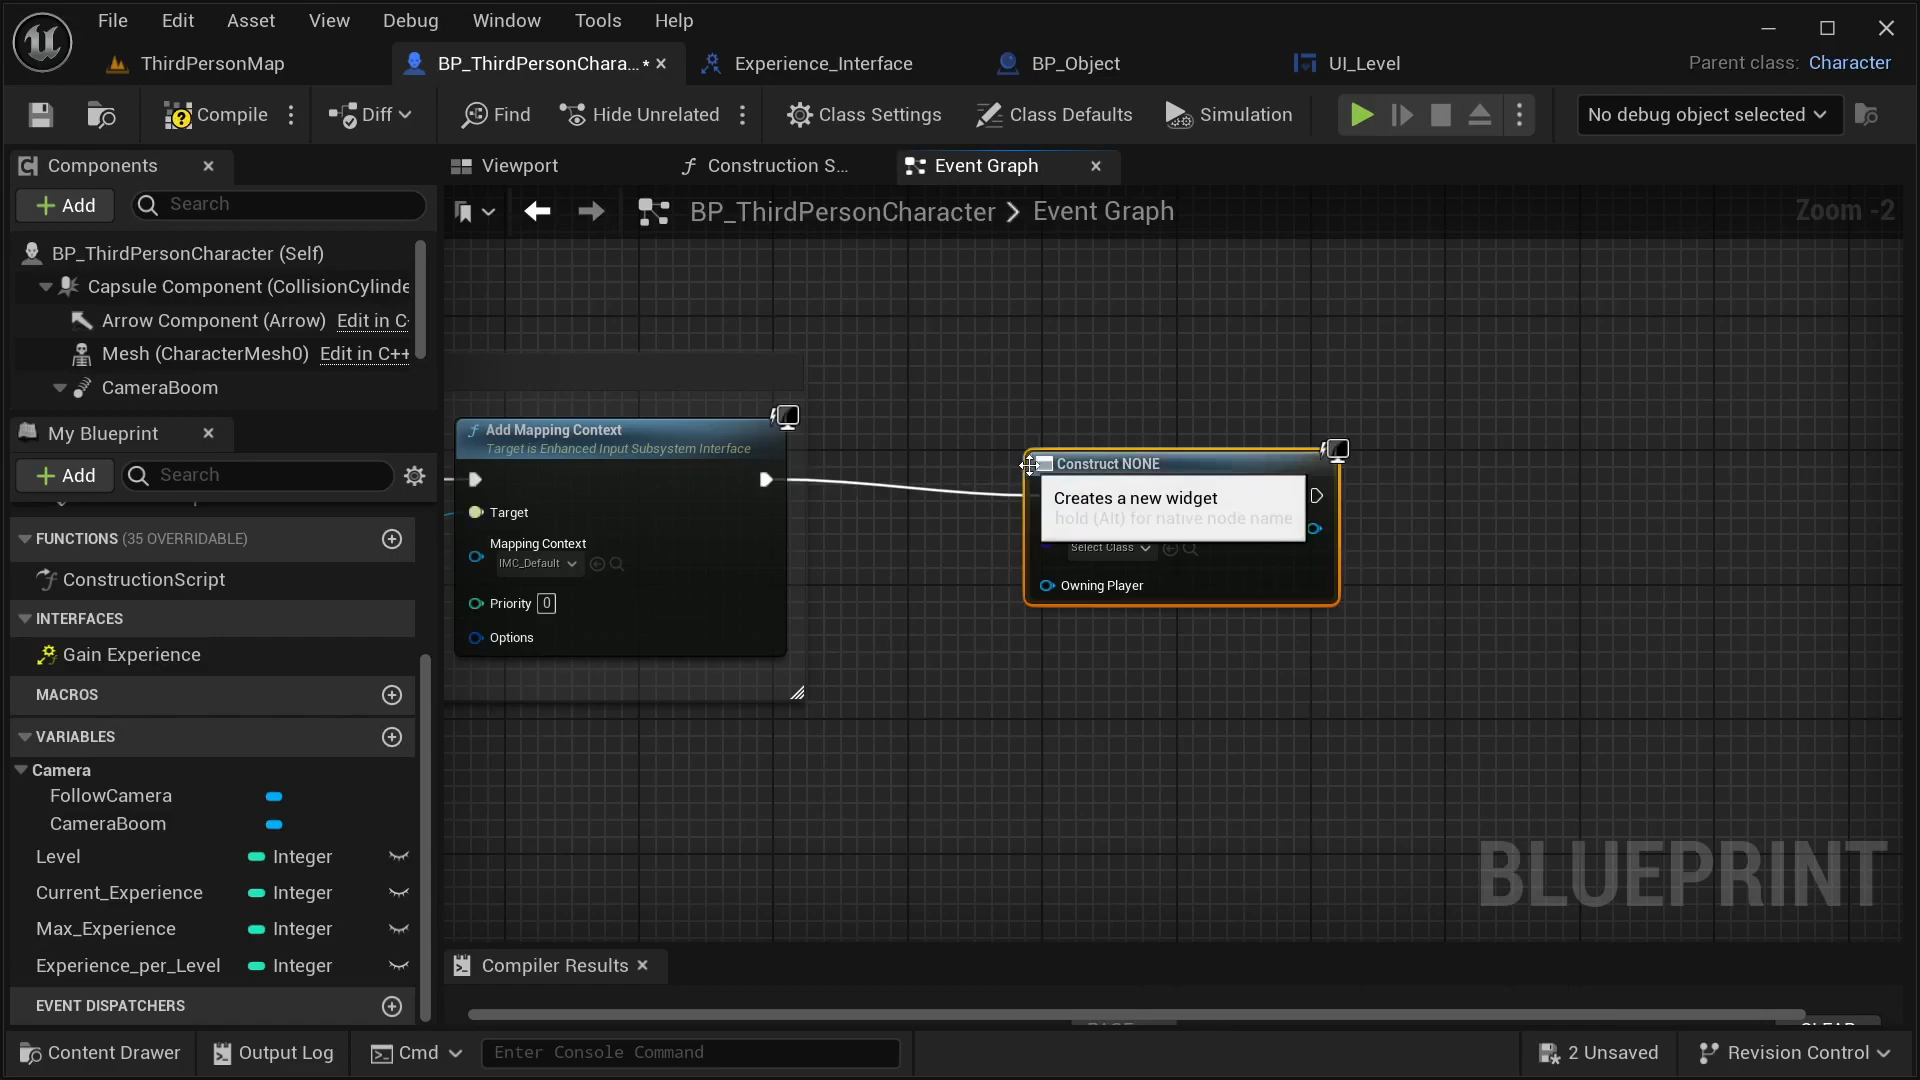 File Edit Asset View Debug Window Tools Help
ThirdPersonMap BP_ThirdPersonChara...* Experience_Interface BP_Object UI_Level Parent class: Character
Compile Diff Find Hide Unrelated Class Settings Class Defaults Simulation No debug object selected
Components Viewport Construction S... Event Graph
Add Search BP_ThirdPersonCharacter Event Graph Zoom -2
BP_ThirdPersonCharacter (Self)
Capsule Component (CollisionCylinde
Arrow Component (Arrow) Edit in C
Mesh (CharacterMesh0) Edit in C++
CameraBoom
My Blueprint
Add Search
FUNCTIONS (35 OVERRIDABLE)
ConstructionScript
INTERFACES
Gain Experience
MACROS
VARIABLES
Camera
FollowCamera
CameraBoom
Level Integer
Current_Experience Integer
Max_Experience Integer
Experience_per_Level Integer
EVENT DISPATCHERS
Add Mapping Context
Target is Enhanced Input Subsystem Interface
Target
Mapping Context
IMC_Default
Priority 0
Options
Construct NONE
Creates a new widget
hold (Alt) for native node name
Select Class
Owning Player
BLUEPRINT
Compiler Results
Content Drawer Output Log Cmd Enter Console Command 2 Unsaved Revision Control